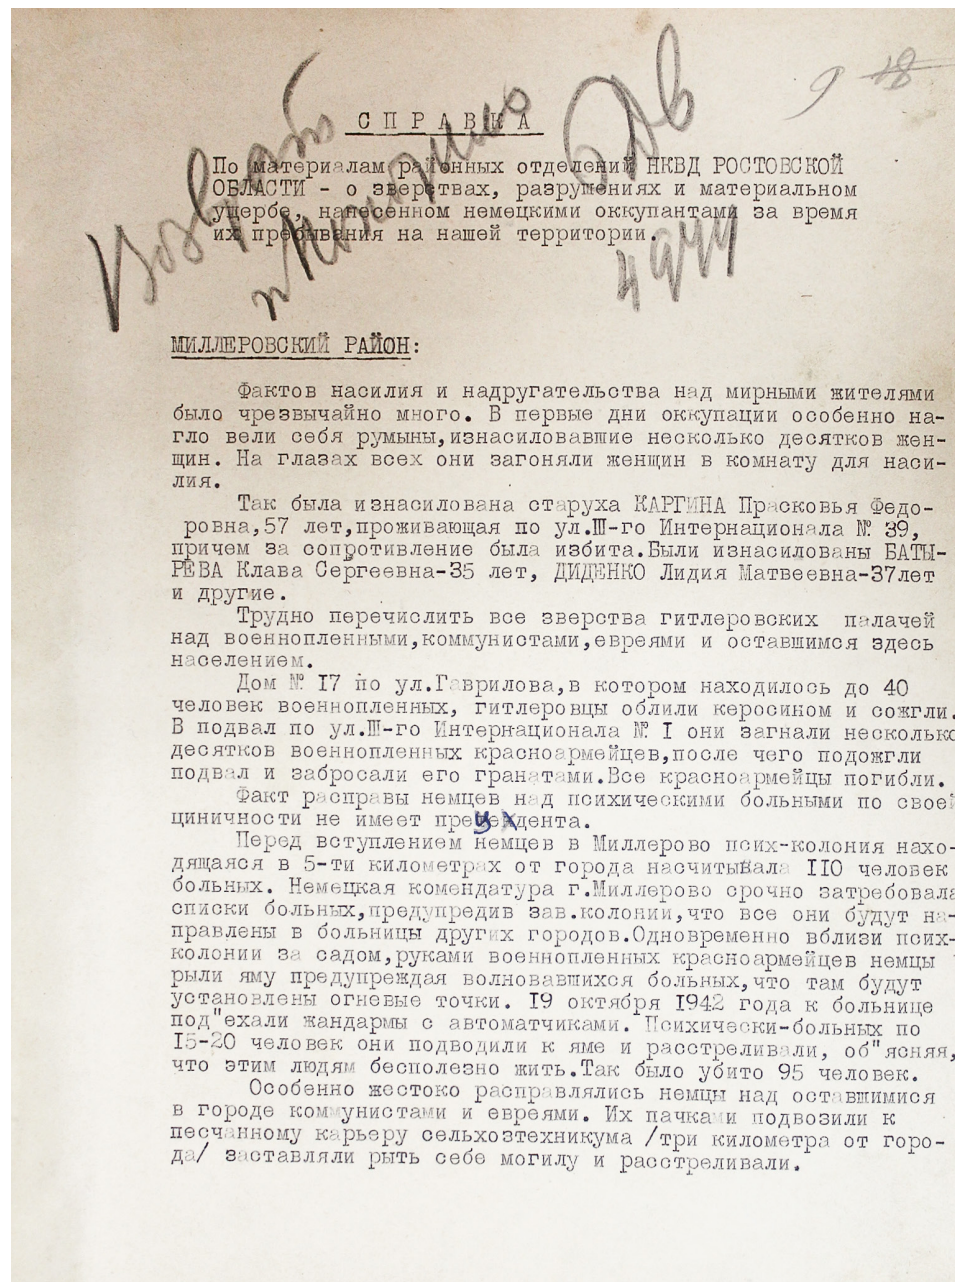 9 18
С П Р А В К А
По материалам районных отделений НКВД РОСТОВСКОЙ
ОБЛАСТИ - о зверствах, разрушениях и материальном
ущербе, нанесенном немецкими оккупантами за время
их пребывания на нашей территории.
МИЛЛЕРОВСКИЙ РАЙОН:
Фактов насилия и надругательства над мирными жителями
было чрезвычайно много. В первые дни оккупации особенно на-
гло вели себя румыны,изнасиловавшие несколько десятков жен-
щин. На глазах всех они загоняли женщин в комнату для наси-
лия.
Так была изнасилована старуха КАРГИНА Прасковья Федо-
ровна,57 лет,проживающая по ул.III-го Интернационала № 39,
причем за сопротивление была избита.Были изнасилованы БАТЫ-
РЕВА Клава Сергеевна-35 лет, ДИДЕНКО Лидия Матвеевна-37лет
и другие.
Трудно перечислить все зверства гитлеровских палачей
над военнопленными,коммунистами,евреями и оставшимся здесь
населением.
Дом № 17 по ул.Гаврилова,в котором находилось до 40
человек военнопленных, гитлеровцы облили керосином и сожгли.
В подвал по ул.III-го Интернационала № I они загнали несколько
десятков военнопленных красноармейцев,после чего подожгли
подвал и забросали его гранатами.Все красноармейцы погибли.
Факт расправы немцев над психическими больными по своей
циничности не имеет прецендента.
Перед вступлением немцев в Миллерово псих-колония нахо-
дящаяся в 5-ти километрах от города насчитывала 110 человек
больных. Немецкая комендатура г.Миллерово срочно затребовала
списки больных,предупредив зав.колонии,что все они будут на-
правлены в больницы других городов.Одновременно вблизи псих-
колонии за садом,руками военнопленных красноармейцев немцы
рыли яму предупреждая волновавшихся больных,что там будут
установлены огневые точки. 19 октября 1942 года к больнице
под"ехали жандармы с автоматчиками. Психически-больных по
15-20 человек они подводили к яме и расстреливали, об"ясняя,
что этим людям бесполезно жить.Так было убито 95 человек.
Особенно жестоко расправлялись немцы над оставшимися
в городе коммунистами и евреями. Их пачками подвозили к
песчанному карьеру сельхозтехникума /три километра от горо-
да/ заставляли рыть себе могилу и расстреливали.